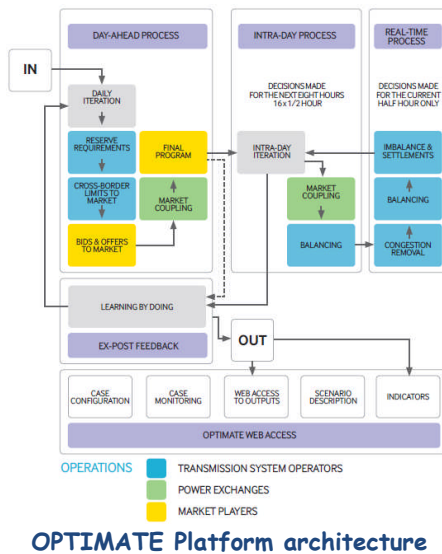 DAY-AHEAD PROCESS
INTRA-DAY PROCESS
REAL-TIME
PROCESS
IN
DAILY
ITERATION
DECISIONS MADE
FOR THE NEXT EIGHT HOURS
16 x 1/2 HOUR
DECISIONS MADE
FOR THE CURRENT
HALF HOUR ONLY
RESERVE
REQUIREMENTS
FINAL
PROGRAM
INTRA-DAY
ITERATION
IMBALANCE &
SETTLEMENTS
CROSS-BORDER
LIMITS TO
MARKET
MARKET
COUPLING
MARKET
COUPLING
BALANCING
BIDS & OFFERS
TO MARKET
BALANCING
CONGESTION
REMOVAL
LEARNING BY DOING
EX-POST FEEDBACK
OUT
CASE
CONFIGURATION
CASE
MONITORING
WEB ACCESS
TO OUTPUTS
SCENARIO
DESCRIPTION
INDICATORS
OPTIMATE WEB ACCESS
OPERATIONS
TRANSMISSION SYSTEM OPERATORS
POWER EXCHANGES
MARKET PLAYERS
OPTIMATE Platform architecture